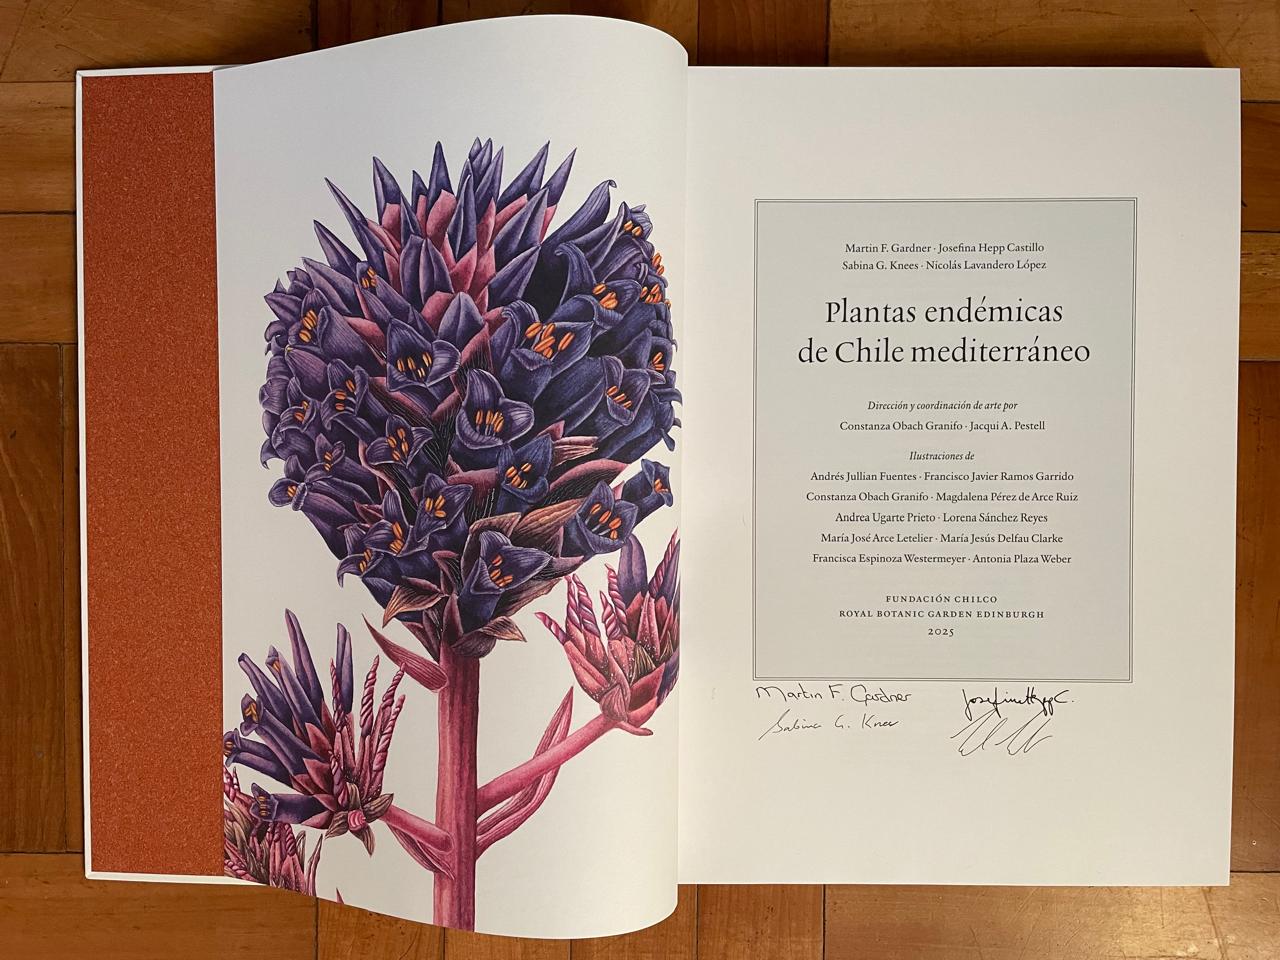 Martin F. Gardner · Josefina Hepp Castillo
Sabina G. Knees · Nicolás Lavandero López
Plantas endémicas
de Chile mediterráneo
Dirección y coordinación de arte por
Constanza Obach Granifo · Jacqui A. Pestell
Ilustraciones de
Andrés Jullian Fuentes · Francisco Javier Ramos Garrido
Constanza Obach Granifo · Magdalena Pérez de Arce Ruiz
Andrea Ugarte Prieto · Lorena Sánchez Reyes
María José Arce Letelier · María Jesús Delfau Clarke
Francisca Espinoza Westermeyer · Antonia Plaza Weber
FUNDACIÓN CHILCO
ROYAL BOTANIC GARDEN EDINBURGH
2025
Martin F. Gardner
Josefina Hepp C.
Sabina G. Knees